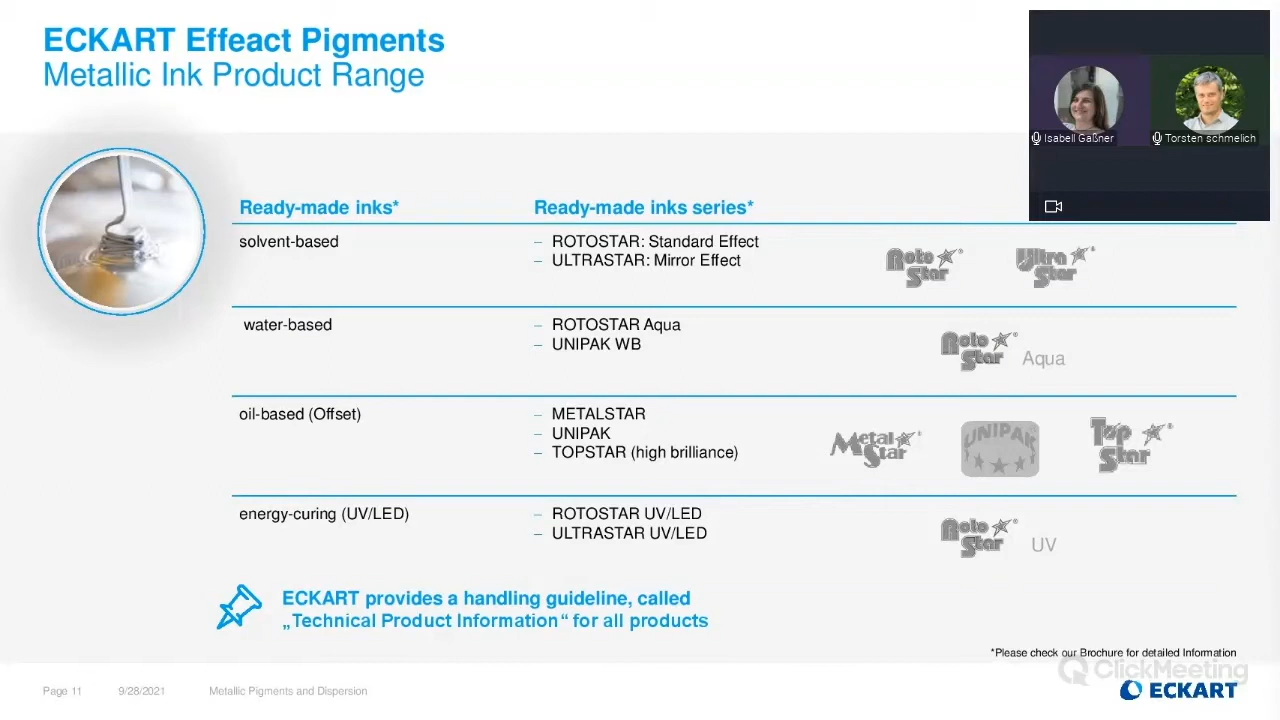 ECKART Effeact Pigments
Metallic Ink Product Range
Isabell Gaßner
Torsten schmelich
Ready-made inks*
Ready-made inks series*
solvent-based
– ROTOSTAR: Standard Effect
– ULTRASTAR: Mirror Effect
Roto Star®
Ultra Star®
water-based
– ROTOSTAR Aqua
– UNIPAK WB
Roto Star® Aqua
oil-based (Offset)
– METALSTAR
– UNIPAK
– TOPSTAR (high brilliance)
Metal Star®
UNIPAK
Top Star®
energy-curing (UV/LED)
– ROTOSTAR UV/LED
– ULTRASTAR UV/LED
Roto Star® UV
ECKART provides a handling guideline, called
„Technical Product Information“ for all products
*Please check our Brochure for detailed Information
ClickMeeting
Page 11
9/28/2021
Metallic Pigments and Dispersion
ECKART